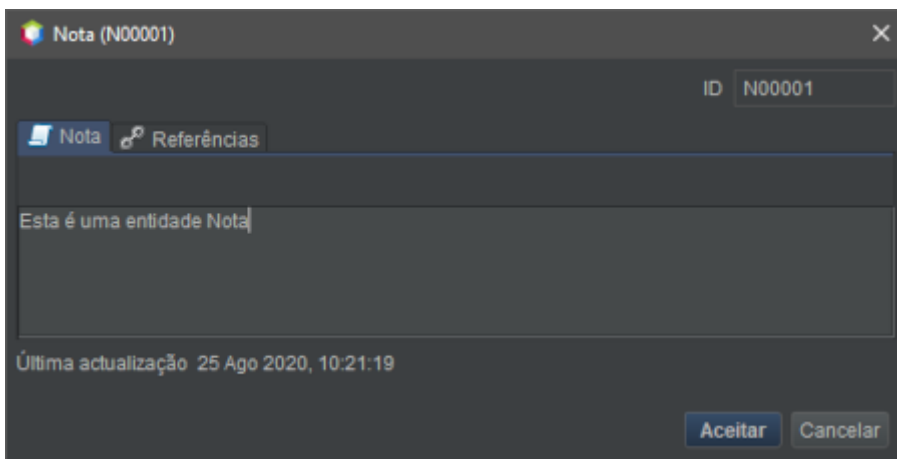 Nota (N00001)
ID N00001
Nota Referências
Esta é uma entidade Nota
Última actualização 25 Ago 2020, 10:21:19
Aceitar Cancelar